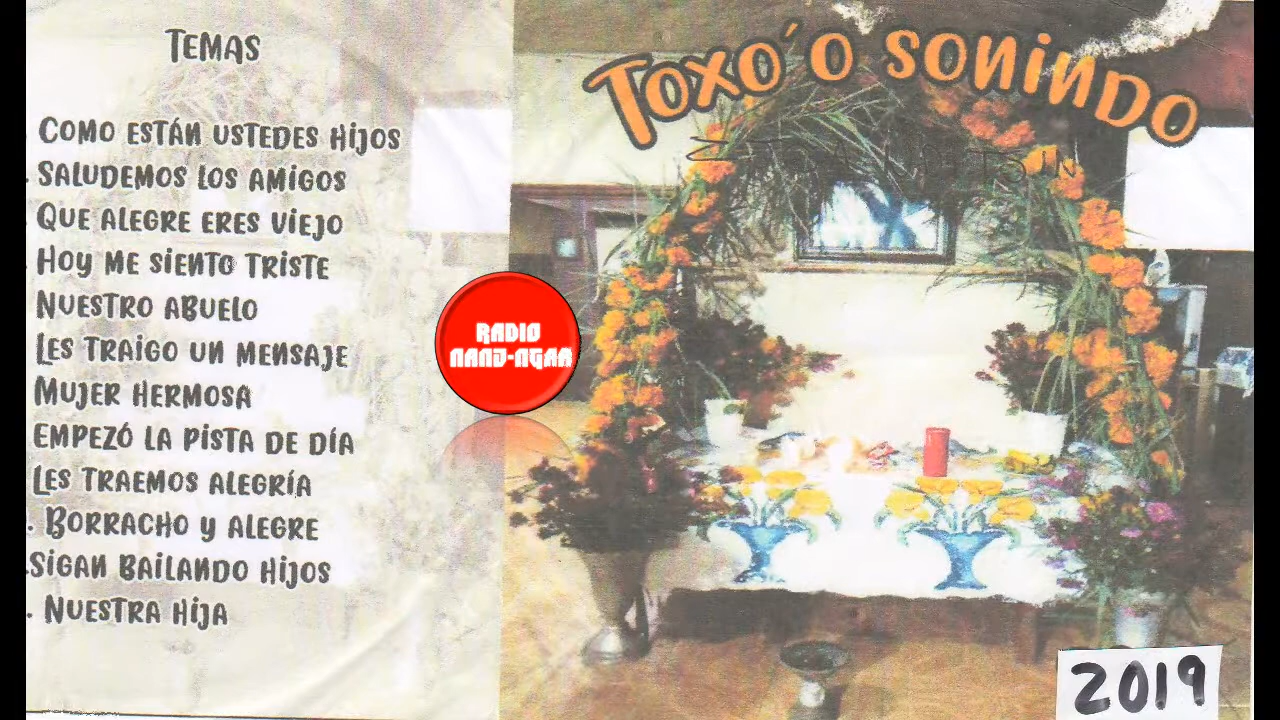 TEMAS
COMO ESTÁN USTEDES HIJOS
SALUDEMOS LOS AMIGOS
QUE ALEGRE ERES VIEJO
HOY ME SIENTO TRISTE
NUESTRO ABUELO
LES TRAIGO UN MENSAJE
MUJER HERMOSA
EMPEZÓ LA PISTA DE DÍA
LES TRAEMOS ALEGRÍA
. BORRACHO Y ALEGRE
.SIGAN BAILANDO HIJOS
. NUESTRA HIJA
RADIO
NAND-NGAA
TOXO´O SONINDO
2019